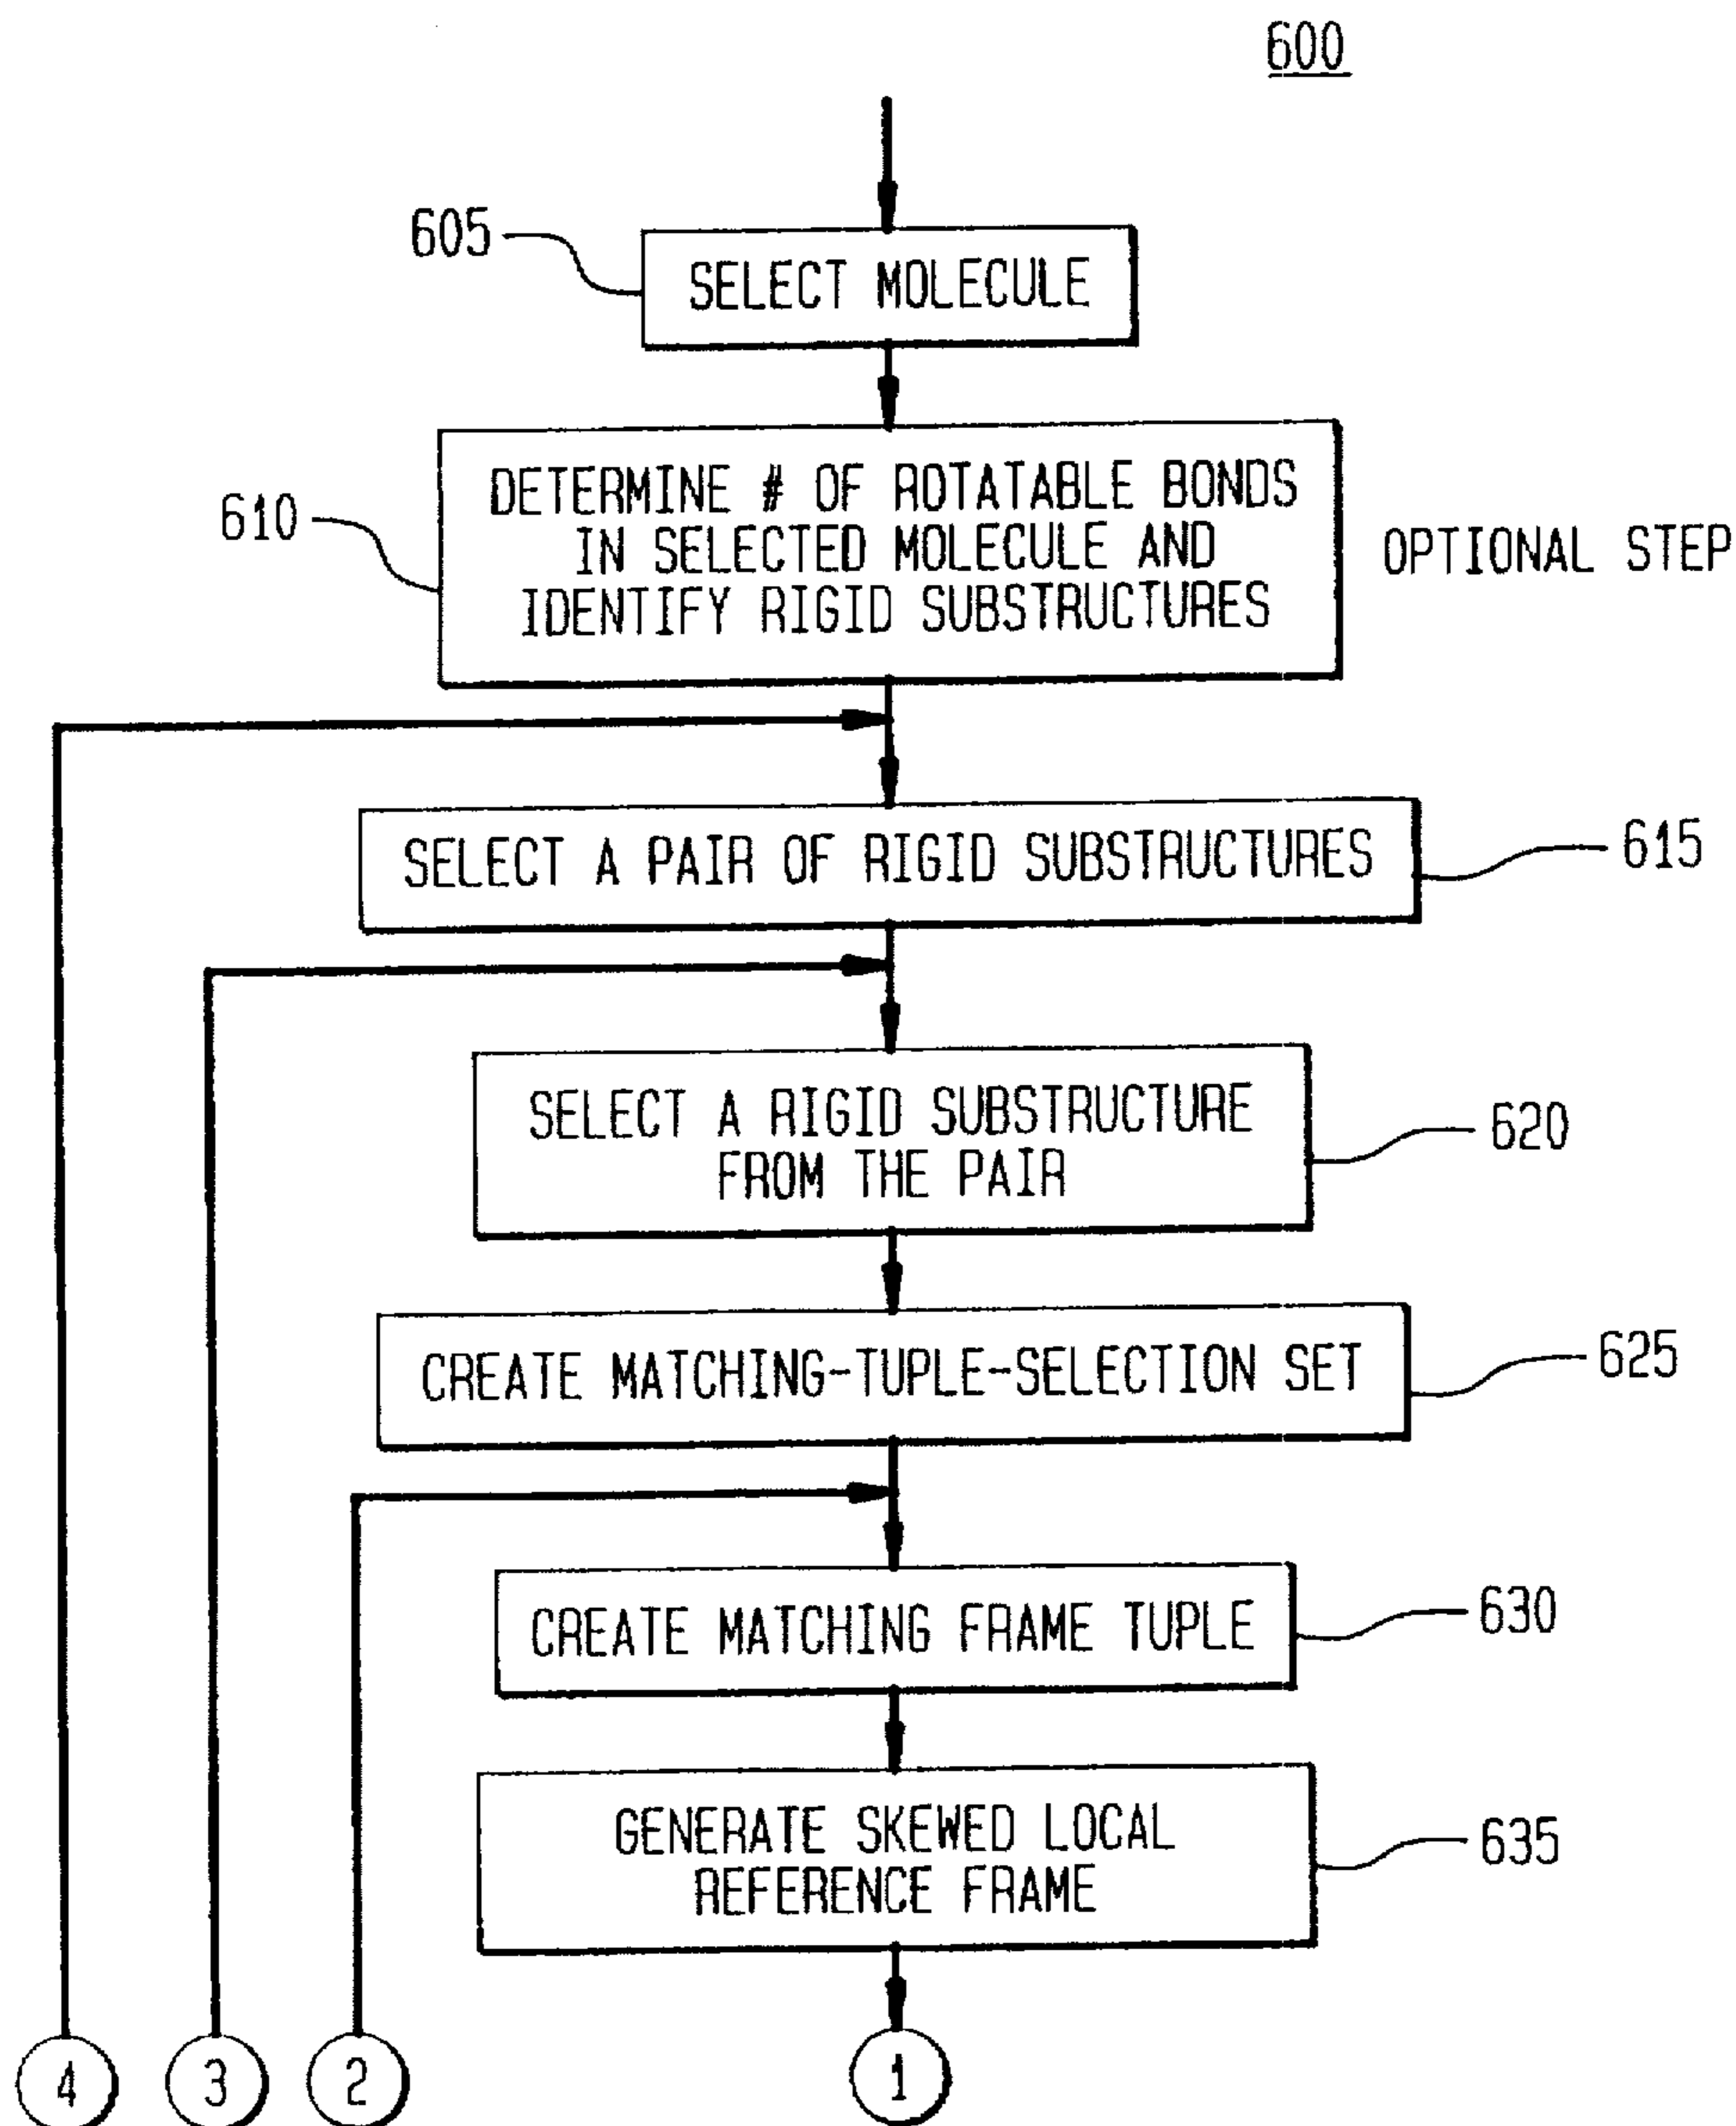 600
605
SELECT MOLECULE
610
DETERMINE # OF ROTATABLE BONDS
IN SELECTED MOLECULE AND
IDENTIFY RIGID SUBSTRUCTURES
OPTIONAL STEP
SELECT A PAIR OF RIGID SUBSTRUCTURES
615
SELECT A RIGID SUBSTRUCTURE
FROM THE PAIR
620
CREATE MATCHING-TUPLE-SELECTION SET
625
CREATE MATCHING FRAME TUPLE
630
GENERATE SKEWED LOCAL
REFERENCE FRAME
635
4
3
2
1